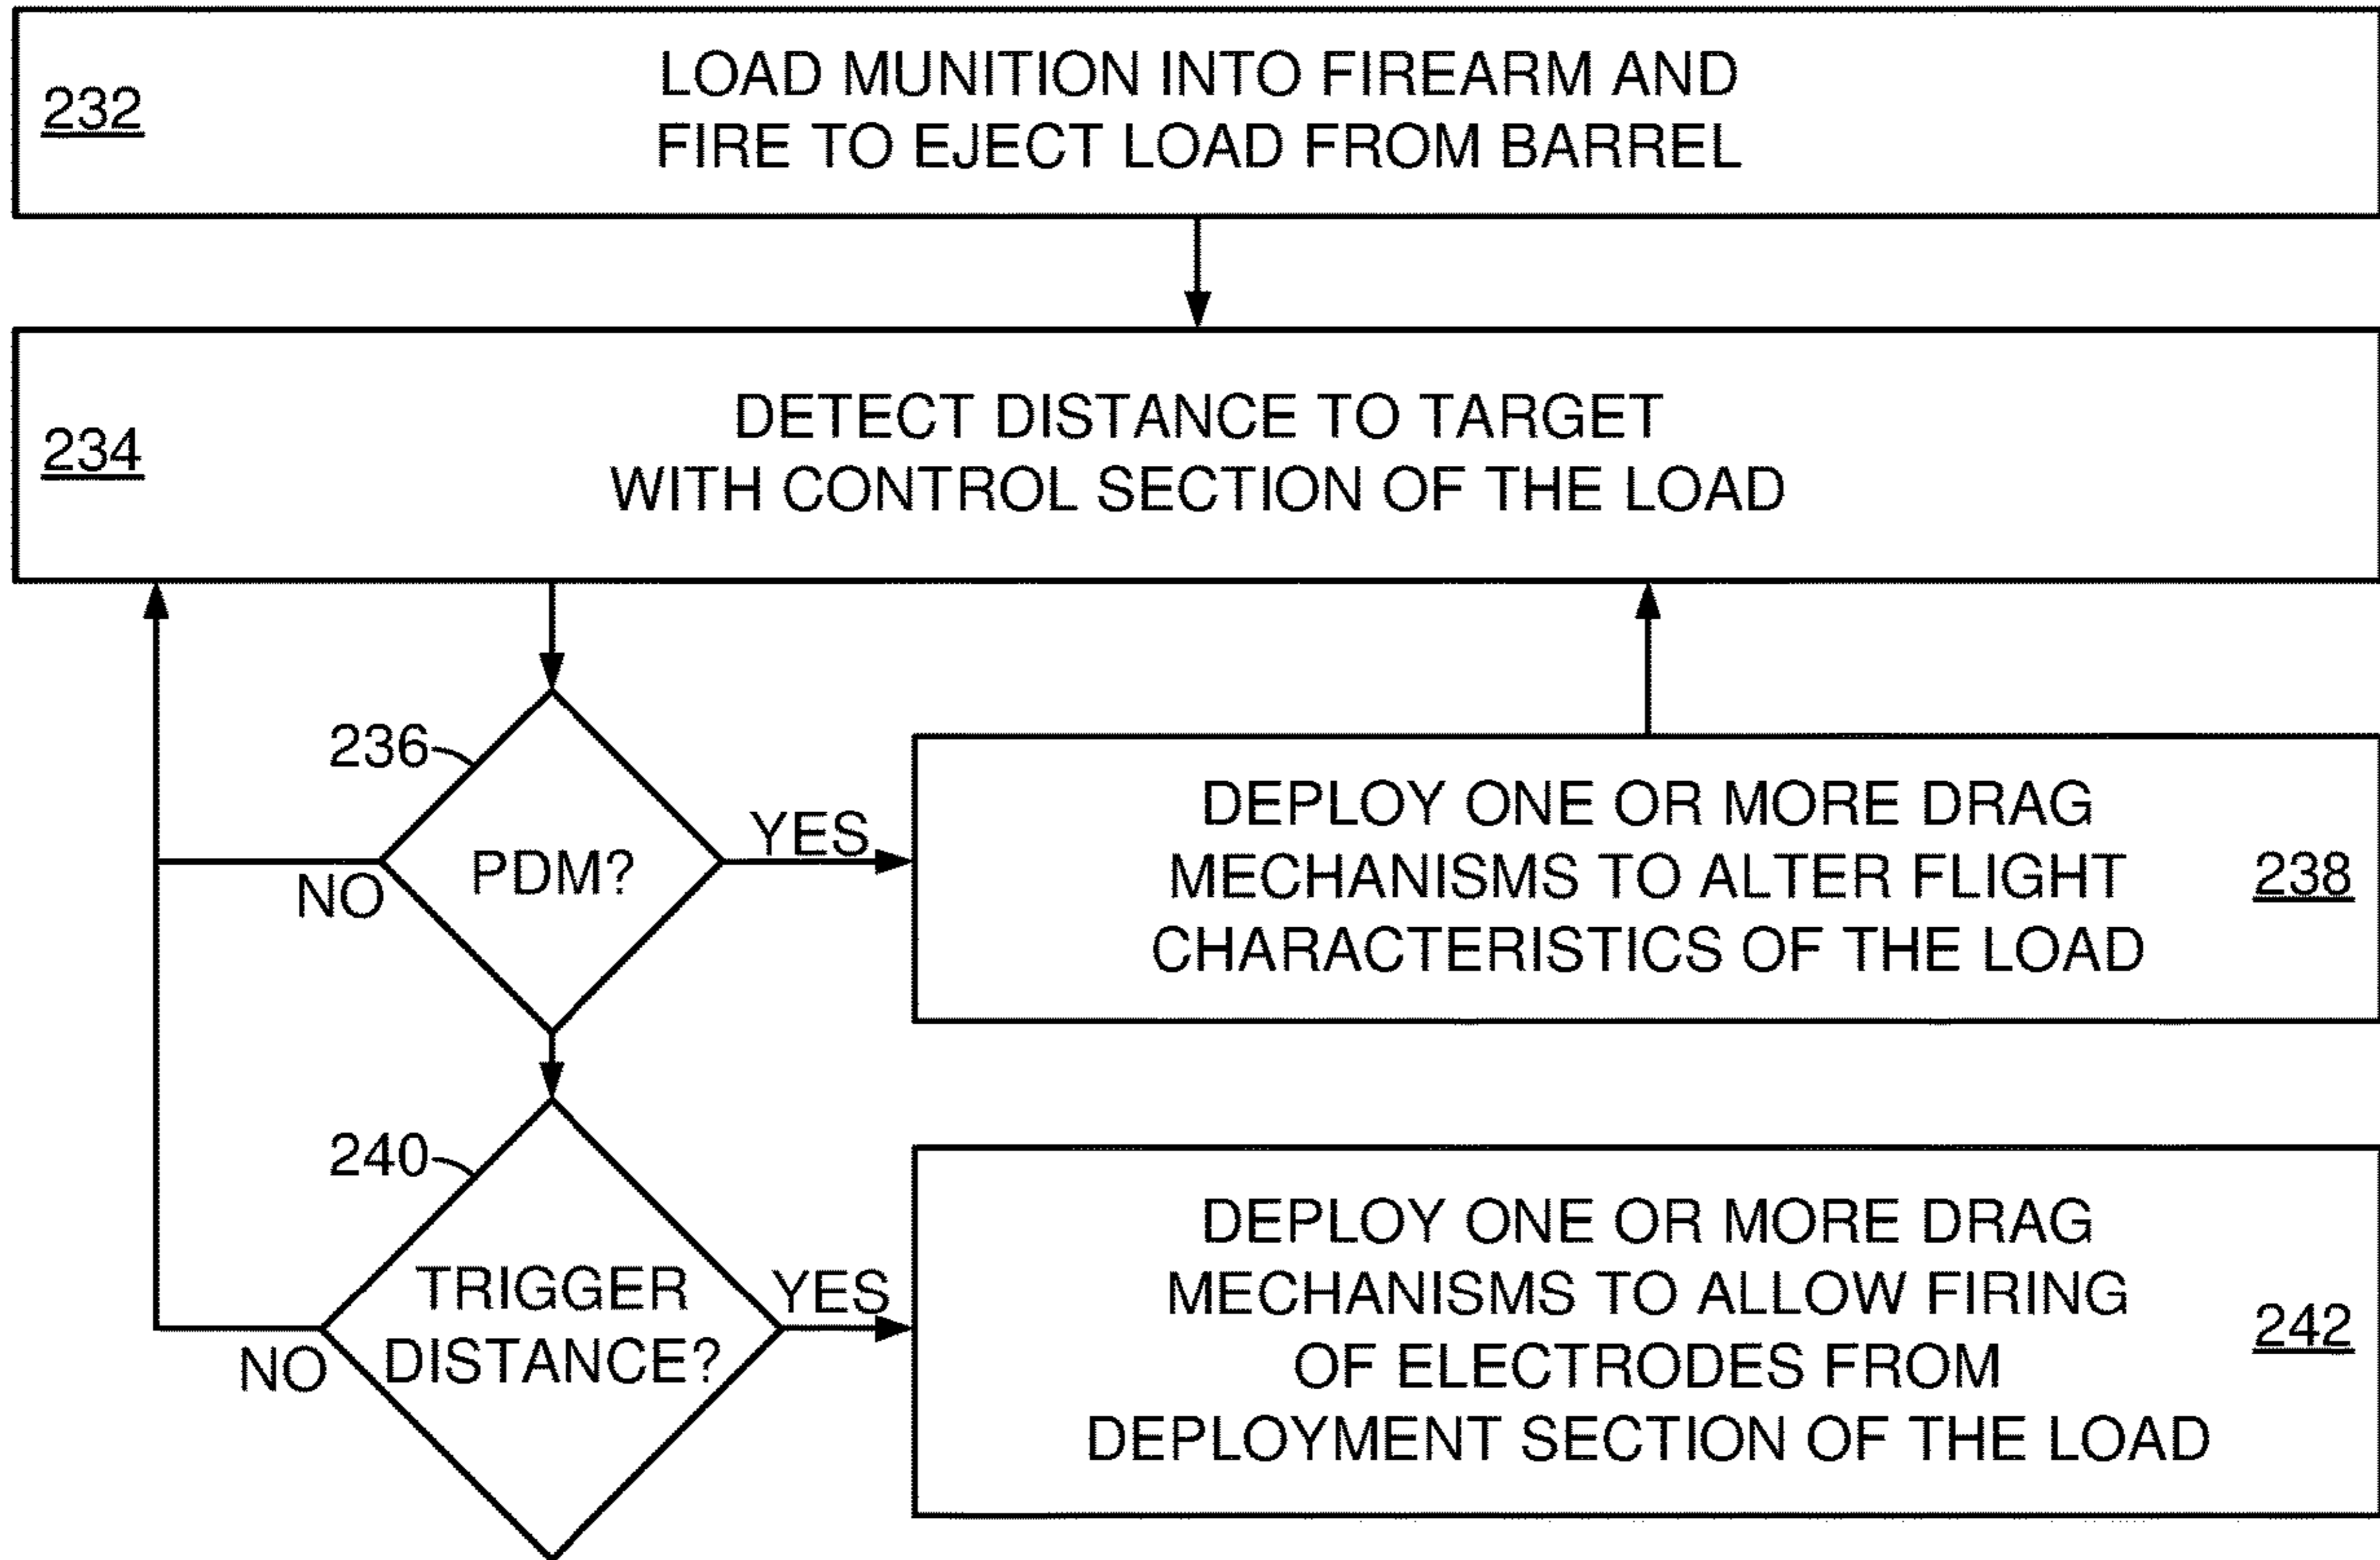 232
LOAD MUNITION INTO FIREARM AND
FIRE TO EJECT LOAD FROM BARREL
234
DETECT DISTANCE TO TARGET
WITH CONTROL SECTION OF THE LOAD
236
PDM?
YES
NO
DEPLOY ONE OR MORE DRAG
MECHANISMS TO ALTER FLIGHT
CHARACTERISTICS OF THE LOAD
238
240
TRIGGER
DISTANCE?
YES
NO
DEPLOY ONE OR MORE DRAG
MECHANISMS TO ALLOW FIRING
OF ELECTRODES FROM
DEPLOYMENT SECTION OF THE LOAD
242